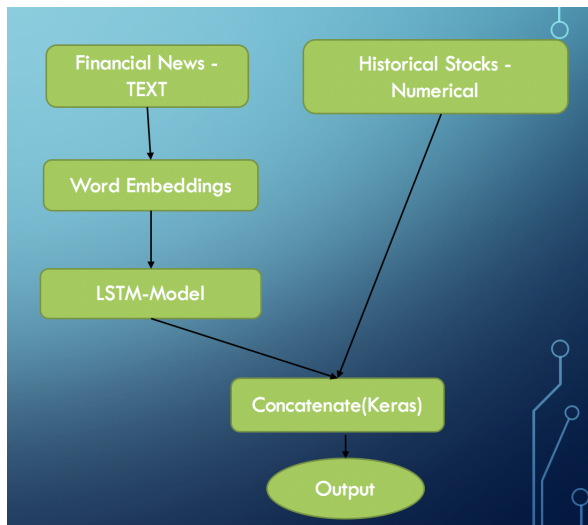 Financial News -
TEXT
Historical Stocks -
Numerical
Word Embeddings
LSTM-Model
Concatenate(Keras)
Output